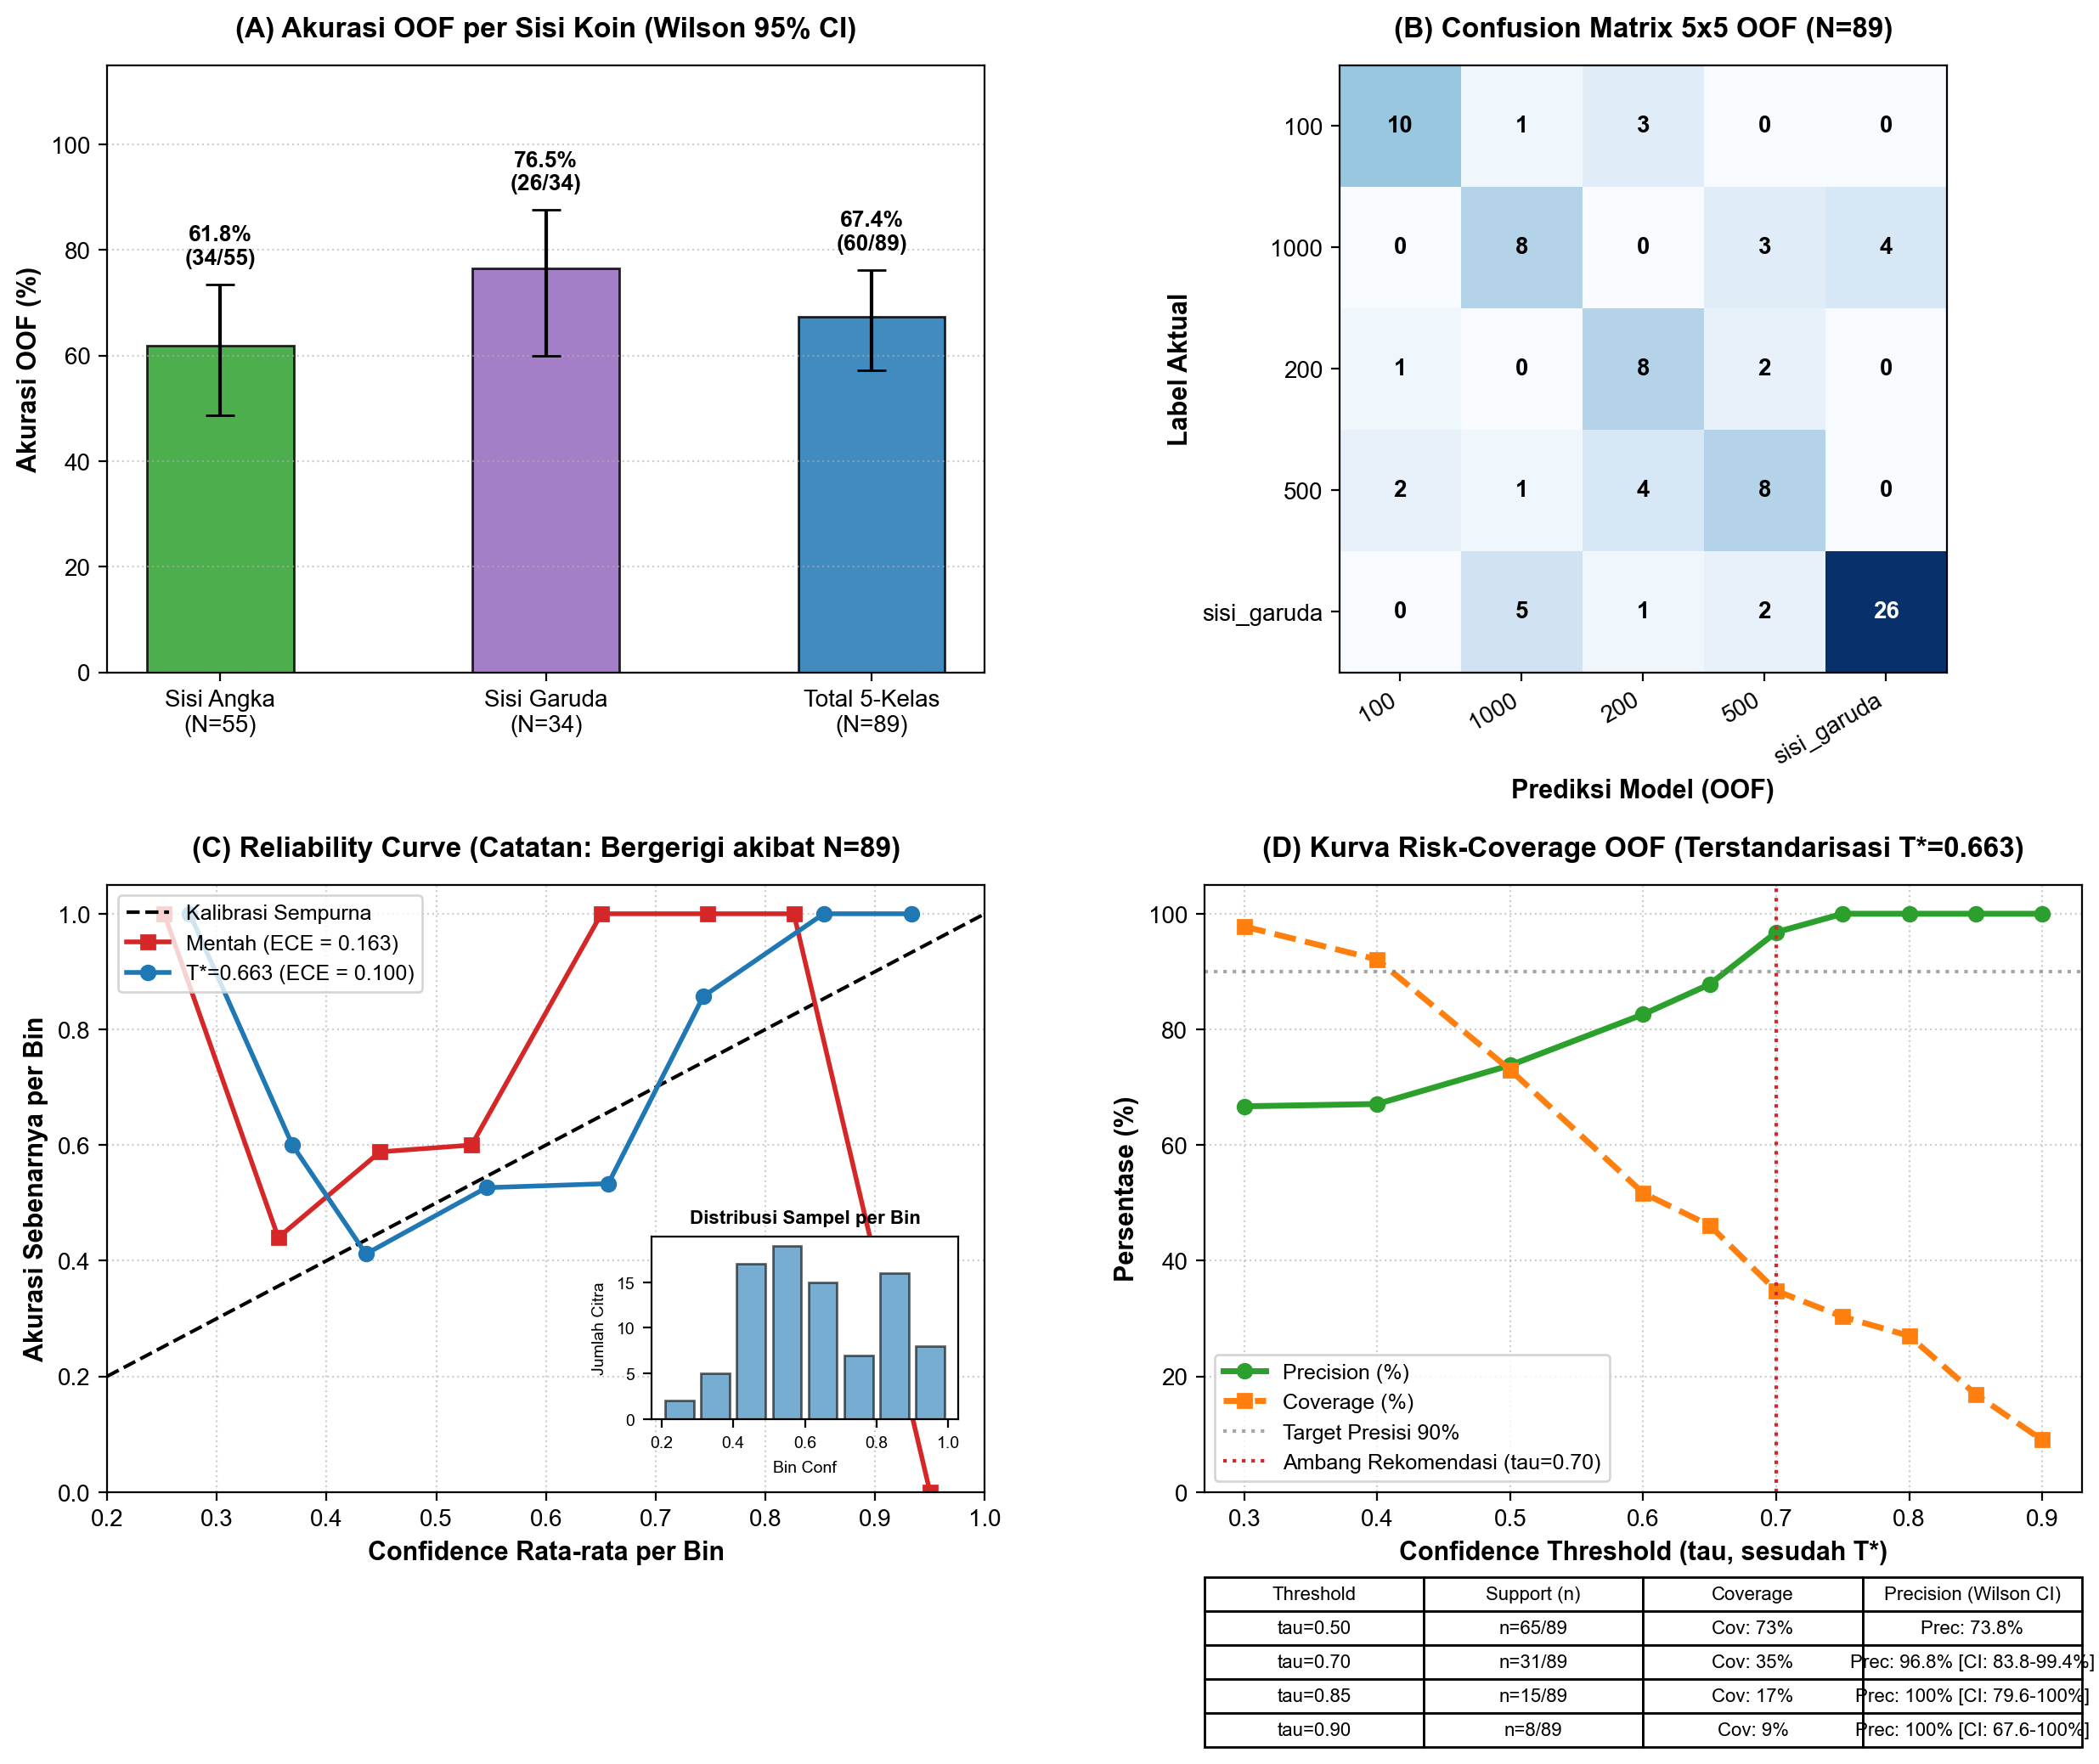 (A) Akurasi OOF per Sisi Koin (Wilson 95% CI)
Akurasi OOF (%)
100
80
60
40
20
0
61.8%
(34/55)
76.5%
(26/34)
67.4%
(60/89)
Sisi Angka
(N=55)
Sisi Garuda
(N=34)
Total 5-Kelas
(N=89)
(B) Confusion Matrix 5x5 OOF (N=89)
Label Aktual
100 10 1 3 0 0
1000 0 8 0 3 4
200 1 0 8 2 0
500 2 1 4 8 0
sisi_garuda 0 5 1 2 26
100 1000 200 500 sisi_garuda
Prediksi Model (OOF)
(C) Reliability Curve (Catatan: Bergerigi akibat N=89)
Akurasi Sebenarnya per Bin
1.0
0.8
0.6
0.4
0.2
0.0
Kalibrasi Sempurna
Mentah (ECE = 0.163)
T*=0.663 (ECE = 0.100)
Distribusi Sampel per Bin
Jumlah Citra
15
10
5
0
0.2 0.4 0.6 0.8 1.0
Bin Conf
0.2 0.3 0.4 0.5 0.6 0.7 0.8 0.9 1.0
Confidence Rata-rata per Bin
(D) Kurva Risk-Coverage OOF (Terstandarisasi T*=0.663)
Persentase (%)
100
80
60
40
20
0
Precision (%)
Coverage (%)
Target Presisi 90%
Ambang Rekomendasi (tau=0.70)
0.3 0.4 0.5 0.6 0.7 0.8 0.9
Confidence Threshold (tau, sesudah T*)
Threshold Support (n) Coverage Precision (Wilson CI)
tau=0.50 n=65/89 Cov: 73% Prec: 73.8%
tau=0.70 n=31/89 Cov: 35% Prec: 96.8% [CI: 83.8-99.4%]
tau=0.85 n=15/89 Cov: 17% Prec: 100% [CI: 79.6-100%]
tau=0.90 n=8/89 Cov: 9% Prec: 100% [CI: 67.6-100%]